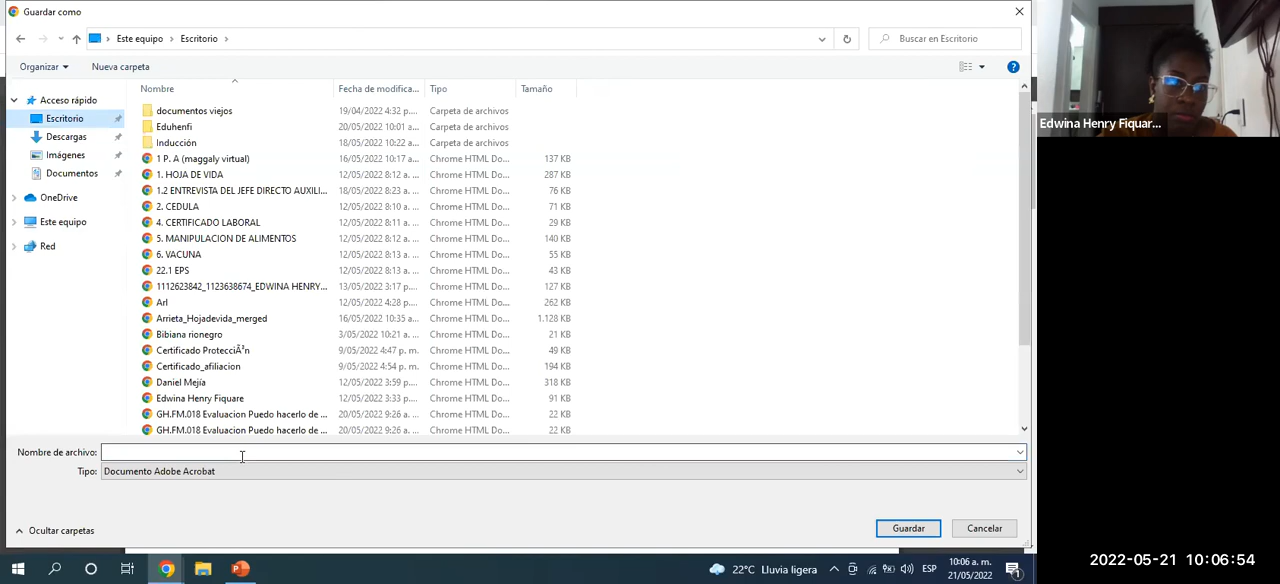 Guardar como
Este equipo > Escritorio >
Buscar en Escritorio
Organizar
Nueva carpeta
Nombre Fecha de modifica... Tipo Tamaño
Acceso rápido
Escritorio
Descargas
Imágenes
Documentos
OneDrive
Este equipo
Red
documentos viejos 19/04/2022 4:32 p.... Carpeta de archivos
Eduhenfi 20/05/2022 10:01 a... Carpeta de archivos
Inducción 18/05/2022 10:22 a... Carpeta de archivos
1 P. A (maggaly virtual) 16/05/2022 10:17 a... Chrome HTML Do... 137 KB
1. HOJA DE VIDA 12/05/2022 8:12 a. ... Chrome HTML Do... 287 KB
1.2 ENTREVISTA DEL JEFE DIRECTO AUXILI... 18/05/2022 8:23 a. ... Chrome HTML Do... 76 KB
2. CEDULA 12/05/2022 8:10 a. ... Chrome HTML Do... 71 KB
4. CERTIFICADO LABORAL 12/05/2022 8:11 a. ... Chrome HTML Do... 29 KB
5. MANIPULACION DE ALIMENTOS 12/05/2022 8:12 a. ... Chrome HTML Do... 140 KB
6. VACUNA 12/05/2022 8:13 a. ... Chrome HTML Do... 55 KB
22.1 EPS 12/05/2022 8:13 a. ... Chrome HTML Do... 43 KB
1112623842_1123638674_EDWINA HENRY... 13/05/2022 3:17 p.... Chrome HTML Do... 127 KB
Arl 12/05/2022 4:28 p.... Chrome HTML Do... 262 KB
Arrieta_Hojadevida_merged 16/05/2022 10:35 a... Chrome HTML Do... 1.128 KB
Bibiana rionegro 3/05/2022 10:21 a. ... Chrome HTML Do... 21 KB
Certificado ProtecciÃ³n 9/05/2022 4:47 p. m. Chrome HTML Do... 49 KB
Certificado_afiliacion 9/05/2022 4:54 p. m. Chrome HTML Do... 194 KB
Daniel Mejía 12/05/2022 3:59 p.... Chrome HTML Do... 318 KB
Edwina Henry Fiquare 12/05/2022 3:33 p.... Chrome HTML Do... 91 KB
GH.FM.018 Evaluacion Puedo hacerlo de ... 20/05/2022 9:26 a. ... Chrome HTML Do... 22 KB
GH.FM.018 Evaluacion Puedo hacerlo de ... 20/05/2022 9:26 a. ... Chrome HTML Do... 22 KB
Nombre de archivo:
Tipo: Documento Adobe Acrobat
Ocultar carpetas
Guardar
Cancelar
22°C Lluvia ligera
ESP
10:06 a. m.
21/05/2022
1
Edwina Henry Fiquar...
2022-05-21 10:06:54